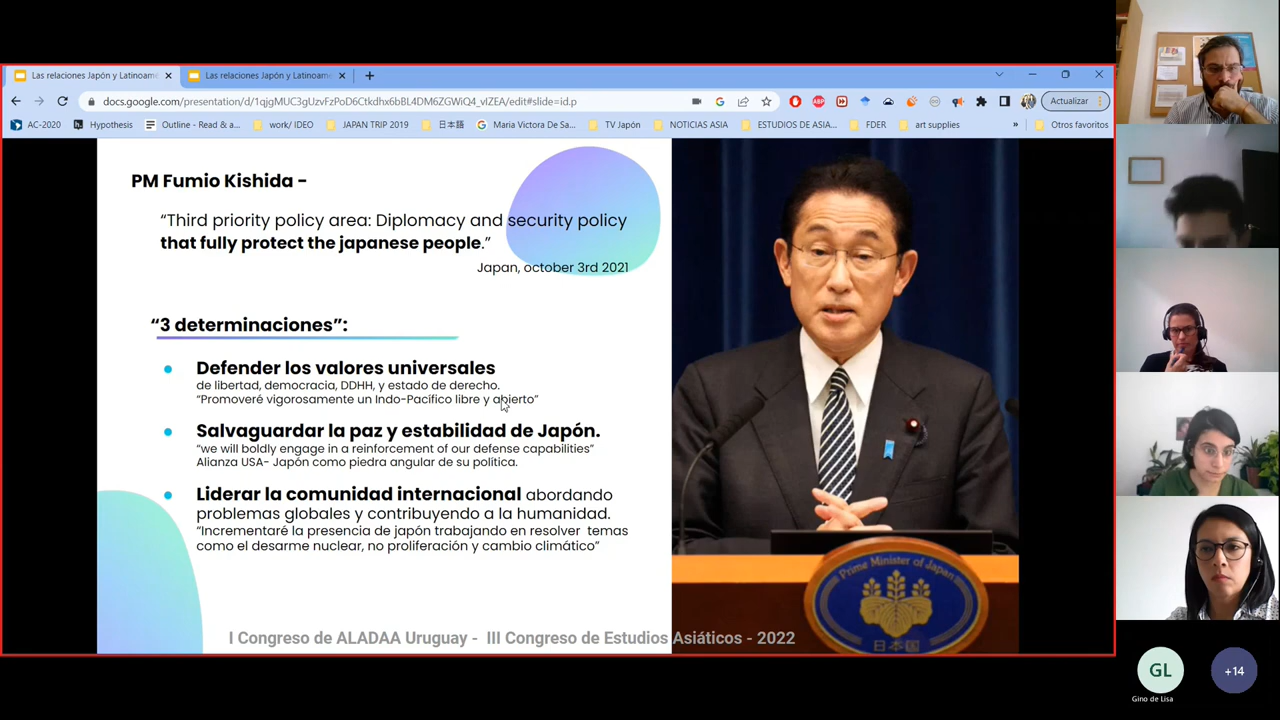 Las relaciones Japón y Latinoamé
Las relaciones Japón y Latinoamé
docs.google.com/presentation/d/1qjgMUC3gUzvFzPoD6Ctkdhx6bBL4DM6ZGWiQ4_vIZEA/edit#slide=id.p
ABP
Actualizar
AC-2020
Hypothesis
Outline - Read & a...
work/ IDEO
JAPAN TRIP 2019
日本語
Maria Victora De Sa...
TV Japón
NOTICIAS ASIA
ESTUDIOS DE ASIA...
FDER
art supplies
»
Otros favoritos
PM Fumio Kishida -
“Third priority policy area: Diplomacy and security policy
that fully protect the japanese people.”
Japan, october 3rd 2021
“3 determinaciones”:
Defender los valores universales
de libertad, democracia, DDHH, y estado de derecho.
“Promoveré vigorosamente un Indo-Pacífico libre y abierto”
Salvaguardar la paz y estabilidad de Japón.
“we will boldly engage in a reinforcement of our defense capabilities”
Alianza USA- Japón como piedra angular de su política.
Liderar la comunidad internacional abordando
problemas globales y contribuyendo a la humanidad.
“Incrementaré la presencia de japón trabajando en resolver temas
como el desarme nuclear, no proliferación y cambio climático”
Prime Minister of Japan
日本国
I Congreso de ALADAA Uruguay - III Congreso de Estudios Asiáticos - 2022
GL
Gino de Lisa
+14